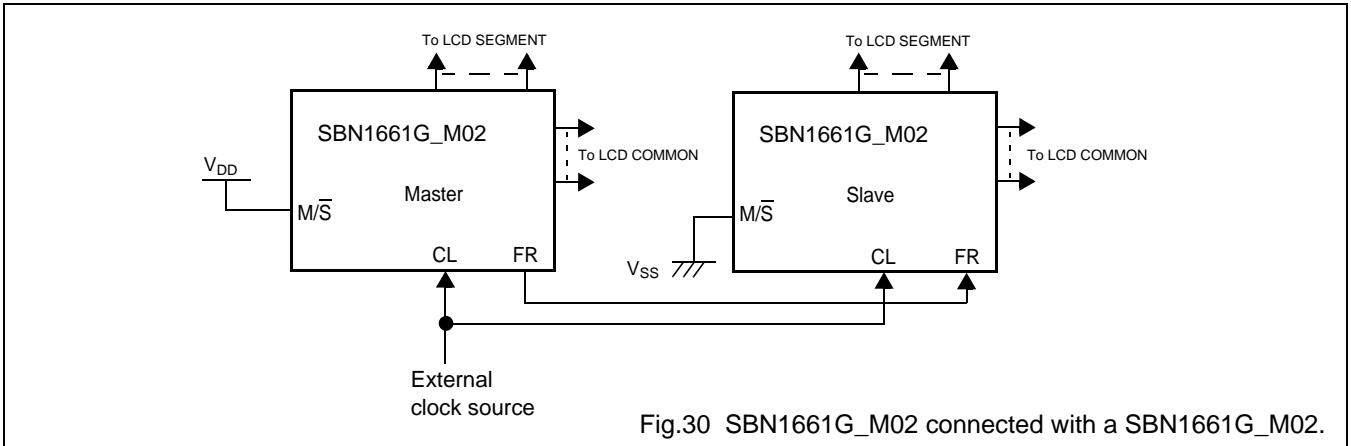 To LCD SEGMENT
SBN1661G_M02
To LCD COMMON
VDD
Master
M/S̅
CL FR
To LCD SEGMENT
SBN1661G_M02
To LCD COMMON
Slave
M/S̅
VSS
CL FR
External
clock source
Fig.30 SBN1661G_M02 connected with a SBN1661G_M02.